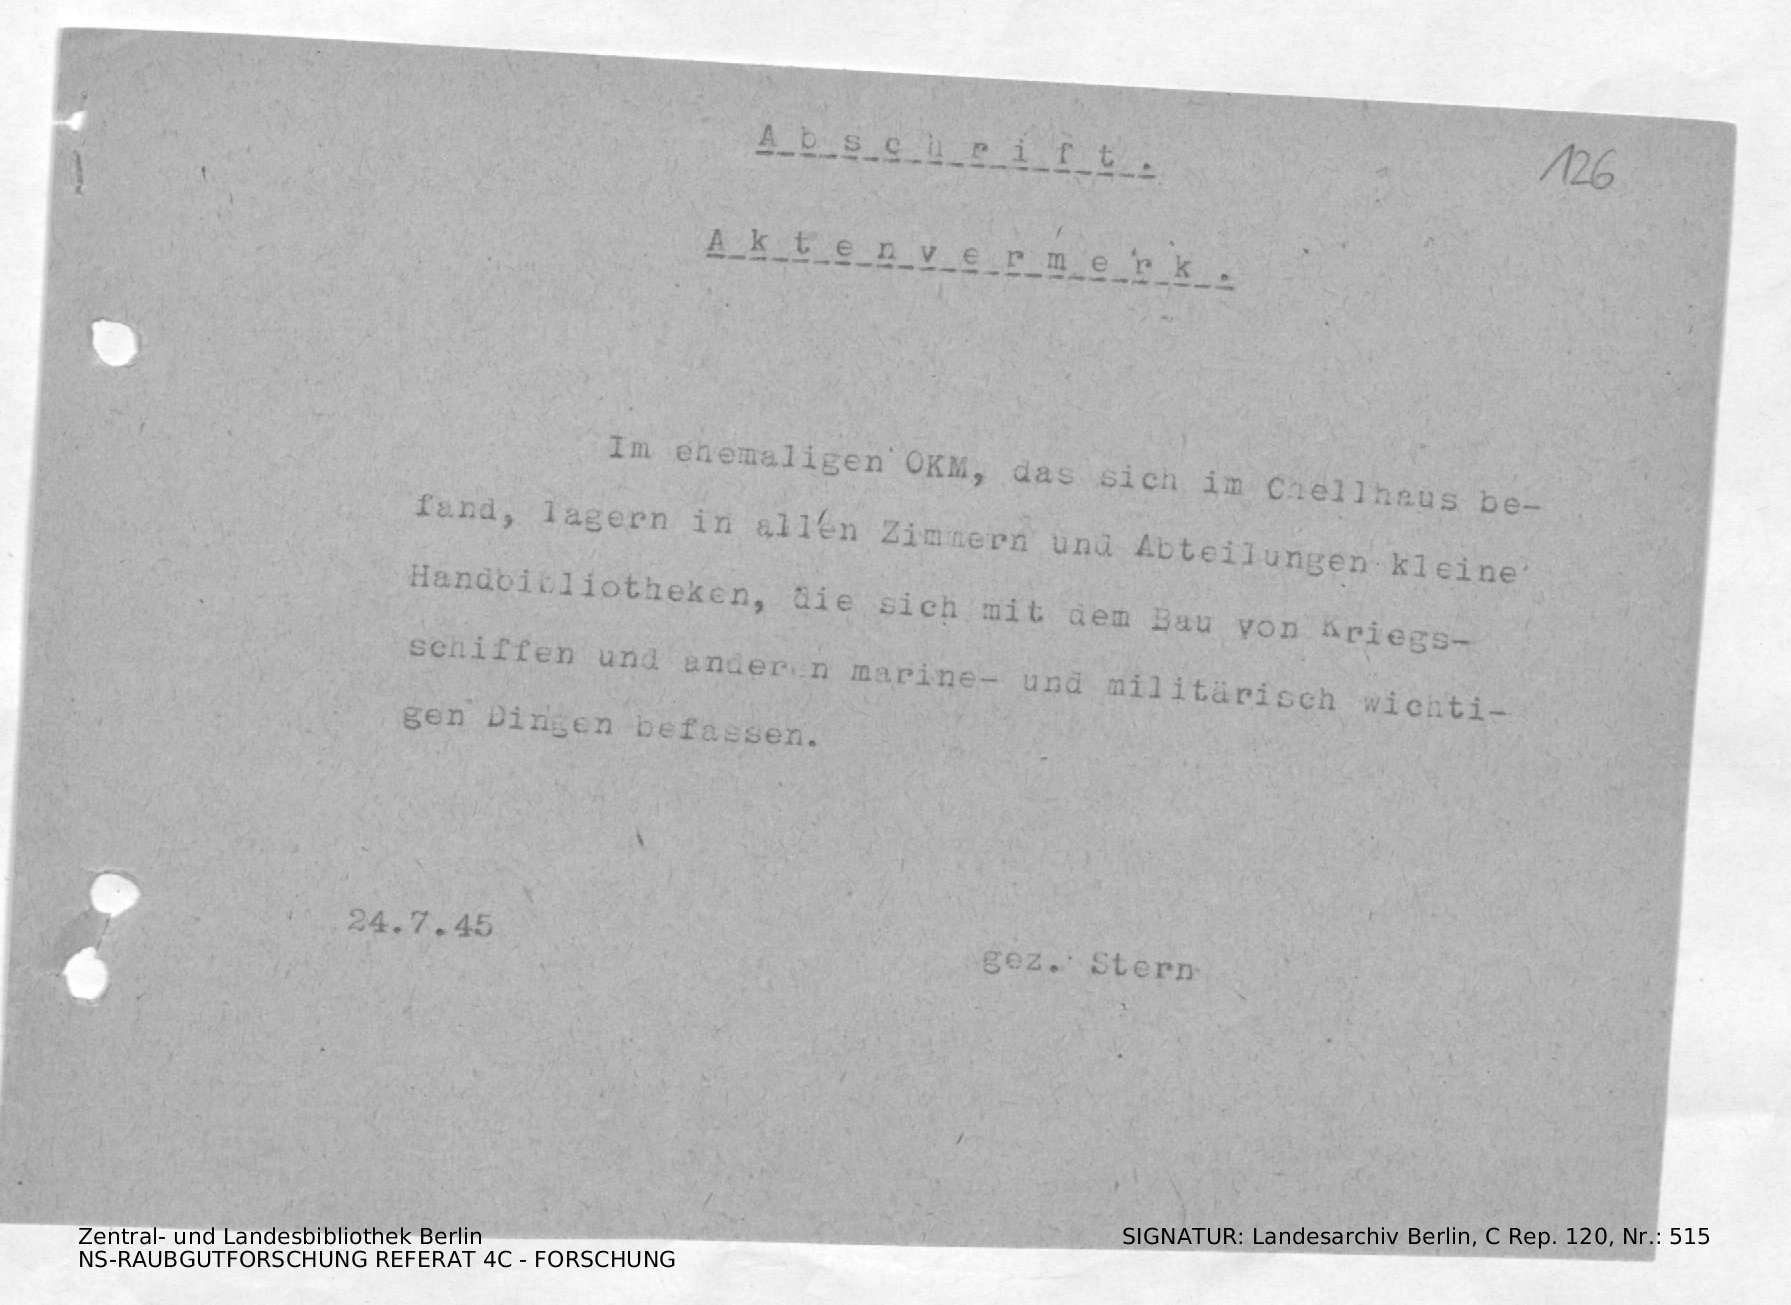 A b s c h r i f t .
126
A k t e n v e r m e r k .
Im ehemaligen OKM, das sich im Chellhaus be-
fand, lagern in allen Zimmern und Abteilungen kleine
Handbibliotheken, die sich mit dem Bau von Kriegs-
schiffen und anderen marine- und militärisch wichti-
gen Dingen befassen.
24.7.45
gez. Stern
Zentral- und Landesbibliothek Berlin
NS-RAUBGUTFORSCHUNG REFERAT 4C - FORSCHUNG
SIGNATUR: Landesarchiv Berlin, C Rep. 120, Nr.: 515